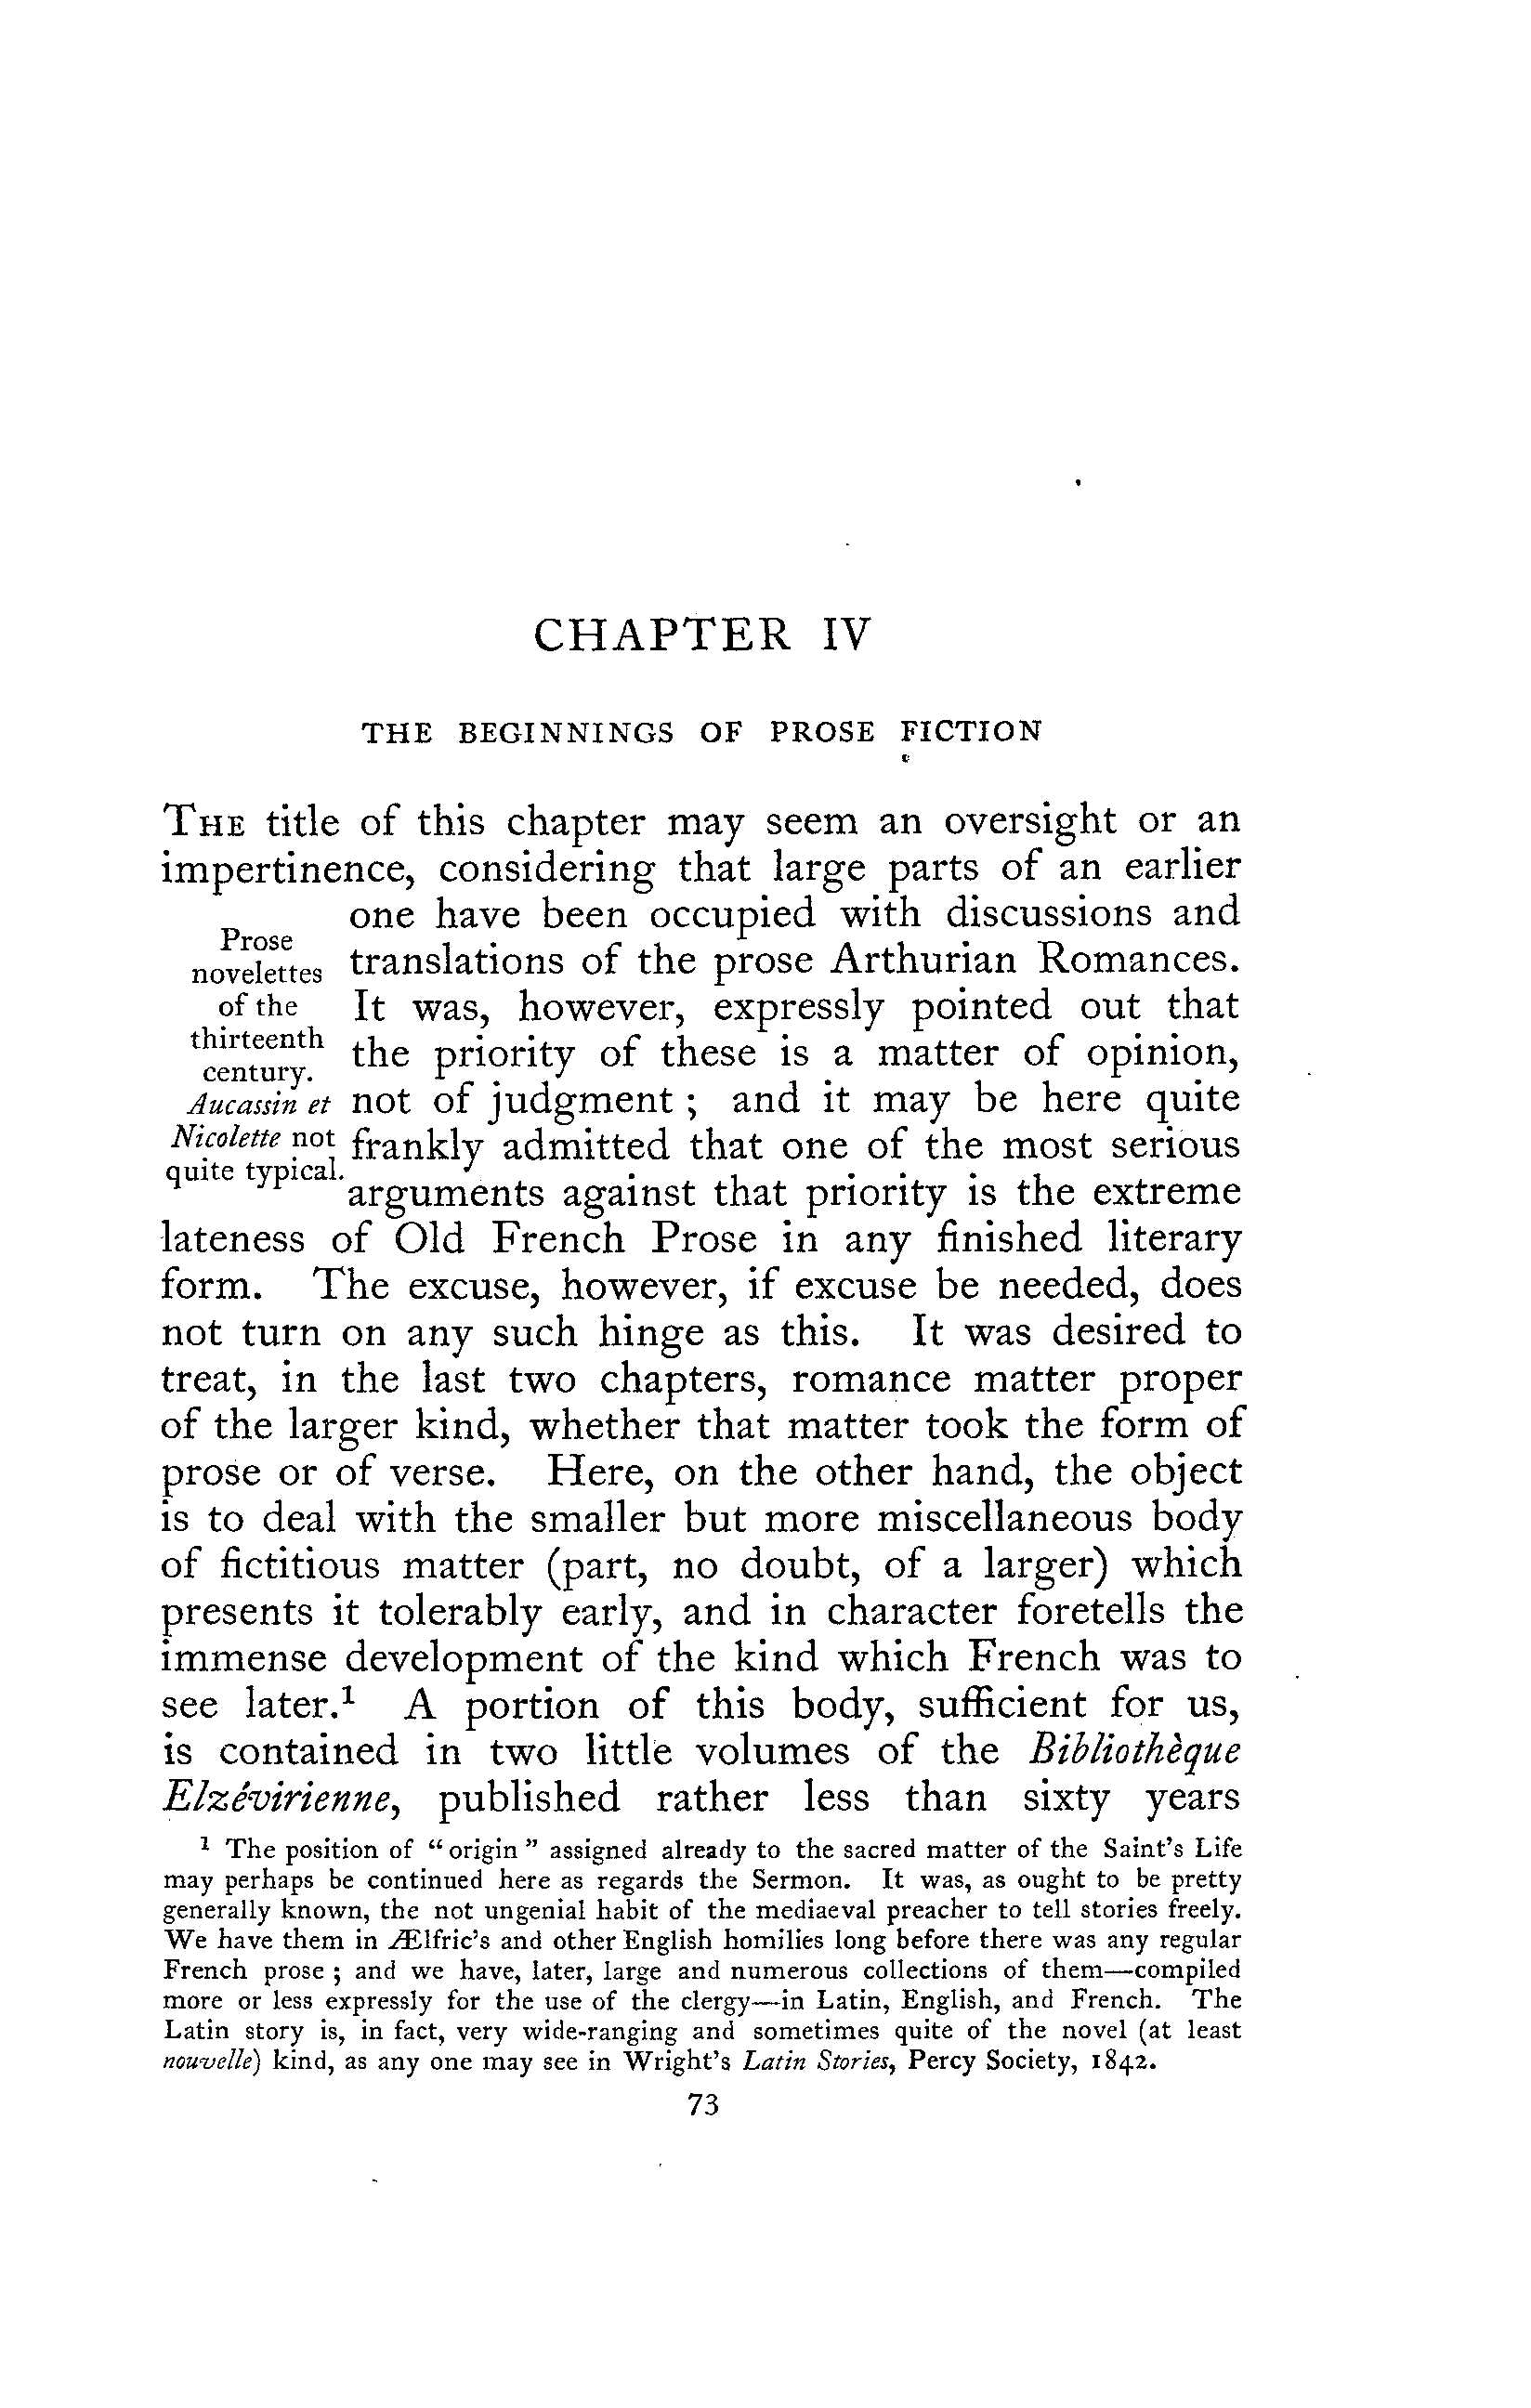 CHAPTER IV
THE BEGINNINGS OF PROSE FICTION
THE title of this chapter may seem an oversight or an
impertinence, considering that large parts of an earlier
Prose
novelettes
of the
thirteenth
century.
Aucassin et
Nicolette not
quite typical.
one have been occupied with discussions and
translations of the prose Arthurian Romances.
It was, however, expressly pointed out that
the priority of these is a matter of opinion,
not of judgment ; and it may be here quite
frankly admitted that one of the most serious
arguments against that priority is the extreme
lateness of Old French Prose in any finished literary
form. The excuse, however, if excuse be needed, does
not turn on any such hinge as this. It was desired to
treat, in the last two chapters, romance matter proper
of the larger kind, whether that matter took the form of
prose or of verse. Here, on the other hand, the object
is to deal with the smaller but more miscellaneous body
of fictitious matter (part, no doubt, of a larger) which
presents it tolerably early, and in character foretells the
immense development of the kind which French was to
see later.¹ A portion of this body, sufficient for us,
is contained in two little volumes of the Bibliothèque
Elzévirienne, published rather less than sixty years
¹ The position of “ origin ” assigned already to the sacred matter of the Saint's Life
may perhaps be continued here as regards the Sermon. It was, as ought to be pretty
generally known, the not ungenial habit of the mediaeval preacher to tell stories freely.
We have them in Ælfric's and other English homilies long before there was any regular
French prose ; and we have, later, large and numerous collections of them—compiled
more or less expressly for the use of the clergy—in Latin, English, and French. The
Latin story is, in fact, very wide-ranging and sometimes quite of the novel (at least
nouvelle) kind, as any one may see in Wright's Latin Stories, Percy Society, 1842.
73